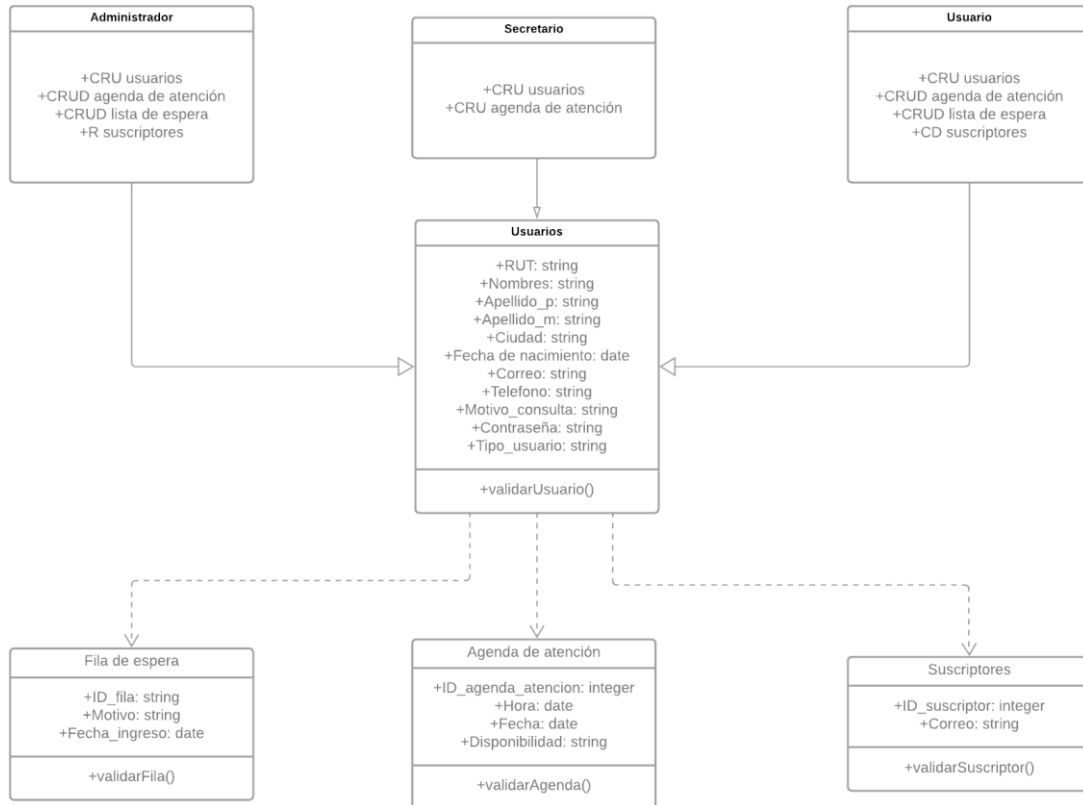 Administrador
+CRU usuarios
+CRUD agenda de atención
+CRUD lista de espera
+R suscriptores
Secretario
+CRU usuarios
+CRU agenda de atención
Usuario
+CRU usuarios
+CRUD agenda de atención
+CRUD lista de espera
+CD suscriptores
Usuarios
+RUT: string
+Nombres: string
+Apellido_p: string
+Apellido_m: string
+Ciudad: string
+Fecha de nacimiento: date
+Correo: string
+Telefono: string
+Motivo_consulta: string
+Contraseña: string
+Tipo_usuario: string
+validarUsuario()
Fila de espera
+ID_fila: string
+Motivo: string
+Fecha_ingreso: date
+validarFila()
Agenda de atención
+ID_agenda_atencion: integer
+Hora: date
+Fecha: date
+Disponibilidad: string
+validarAgenda()
Suscriptores
+ID_suscriptor: integer
+Correo: string
+validarSuscriptor()